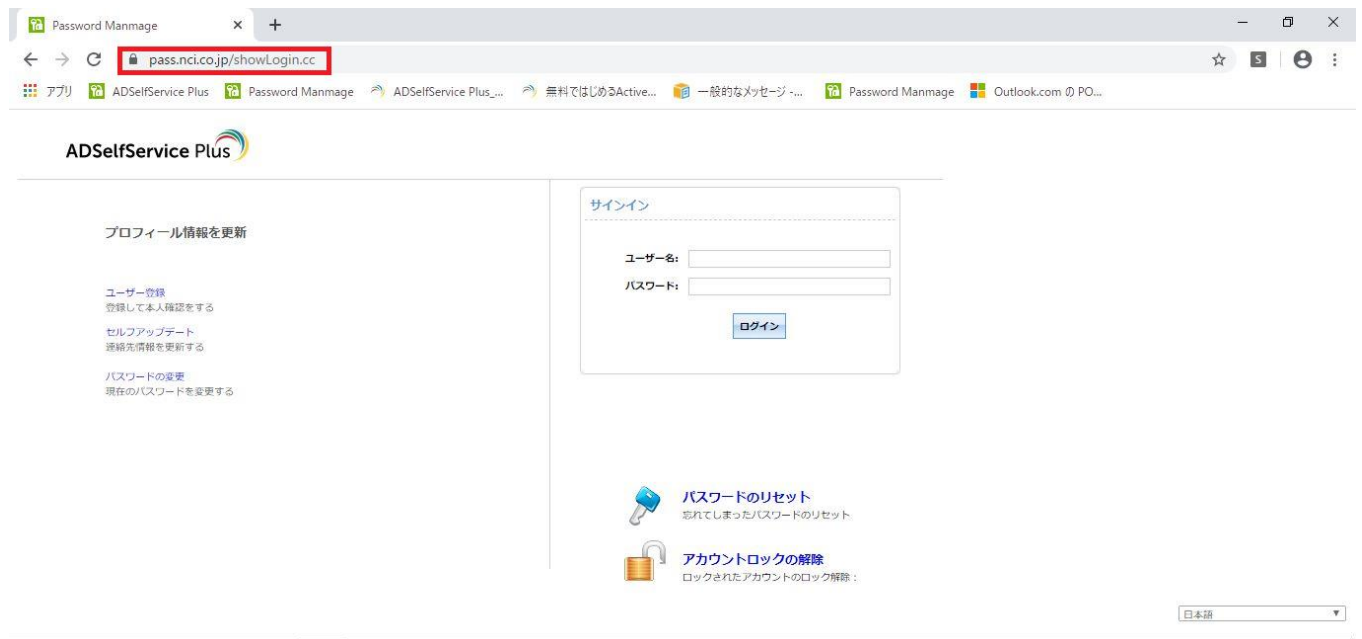 Password Manmage
pass.nci.co.jp/showLogin.cc
S
アプリ ADSelfService Plus Password Manmage ADSelfService Plus_... 無料ではじめるActive... 一般的なメッセージ -... Password Manmage Outlook.com の PO...
ADSelfService Plus
プロフィール情報を更新
ユーザー登録
登録して本人確認をする
セルフアップデート
連絡先情報を更新する
パスワードの変更
現在のパスワードを変更する
サインイン
ユーザー名:
パスワード:
ログイン
パスワードのリセット
忘れてしまったパスワードのリセット
アカウントロックの解除
ロックされたアカウントのロック解除 :
日本語